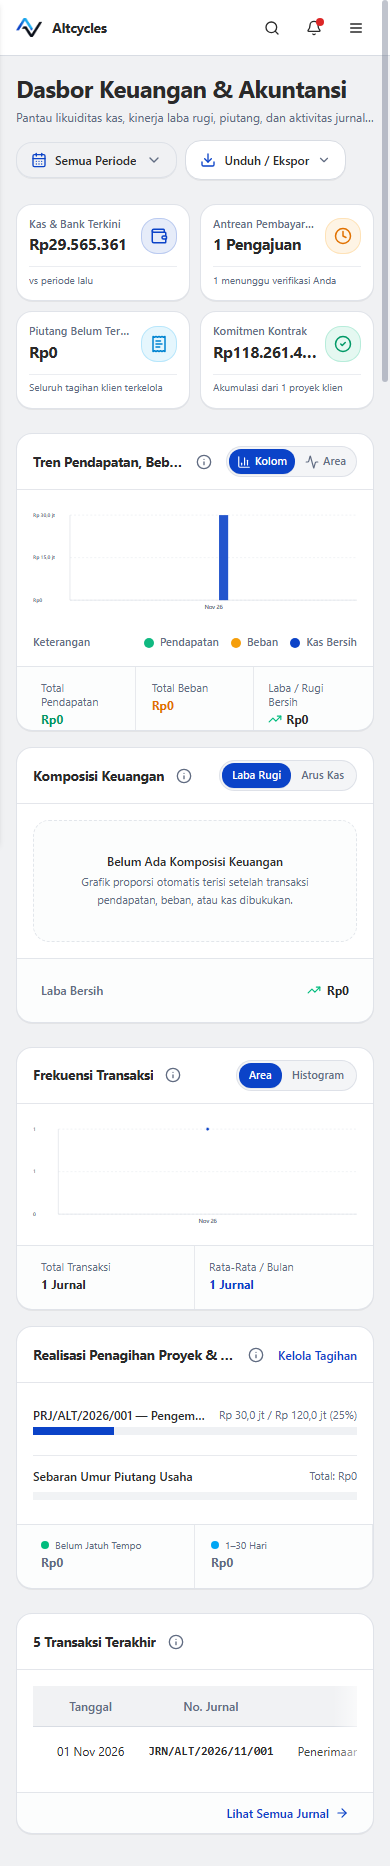 Altcycles
Dasbor Keuangan & Akuntansi
Pantau likuiditas kas, kinerja laba rugi, piutang, dan aktivitas jurnal...
Semua Periode
Unduh / Ekspor
Kas & Bank Terkini
Rp29.565.361
vs periode lalu
Antrean Pembayar...
1 Pengajuan
1 menunggu verifikasi Anda
Piutang Belum Ter...
Rp0
Seluruh tagihan klien terkelola
Komitmen Kontrak
Rp118.261.4...
Akumulasi dari 1 proyek klien
Tren Pendapatan, Beb...
Kolom
Area
Rp 30,0 jt
Rp 15,0 jt
Rp0
Nov 26
Keterangan
Pendapatan
Beban
Kas Bersih
Total
Pendapatan
Rp0
Total Beban
Rp0
Laba / Rugi
Bersih
Rp0
Komposisi Keuangan
Laba Rugi
Arus Kas
Belum Ada Komposisi Keuangan
Grafik proporsi otomatis terisi setelah transaksi
pendapatan, beban, atau kas dibukukan.
Laba Bersih
Rp0
Frekuensi Transaksi
Area
Histogram
1
1
0
Nov 26
Total Transaksi
1 Jurnal
Rata-Rata / Bulan
1 Jurnal
Realisasi Penagihan Proyek & ...
Kelola Tagihan
PRJ/ALT/2026/001 — Pengem...
Rp 30,0 jt / Rp 120,0 jt (25%)
Sebaran Umur Piutang Usaha
Total: Rp0
Belum Jatuh Tempo
Rp0
1–30 Hari
Rp0
5 Transaksi Terakhir
Tanggal
No. Jurnal
01 Nov 2026
JRN/ALT/2026/11/001
Penerimaar
Lihat Semua Jurnal